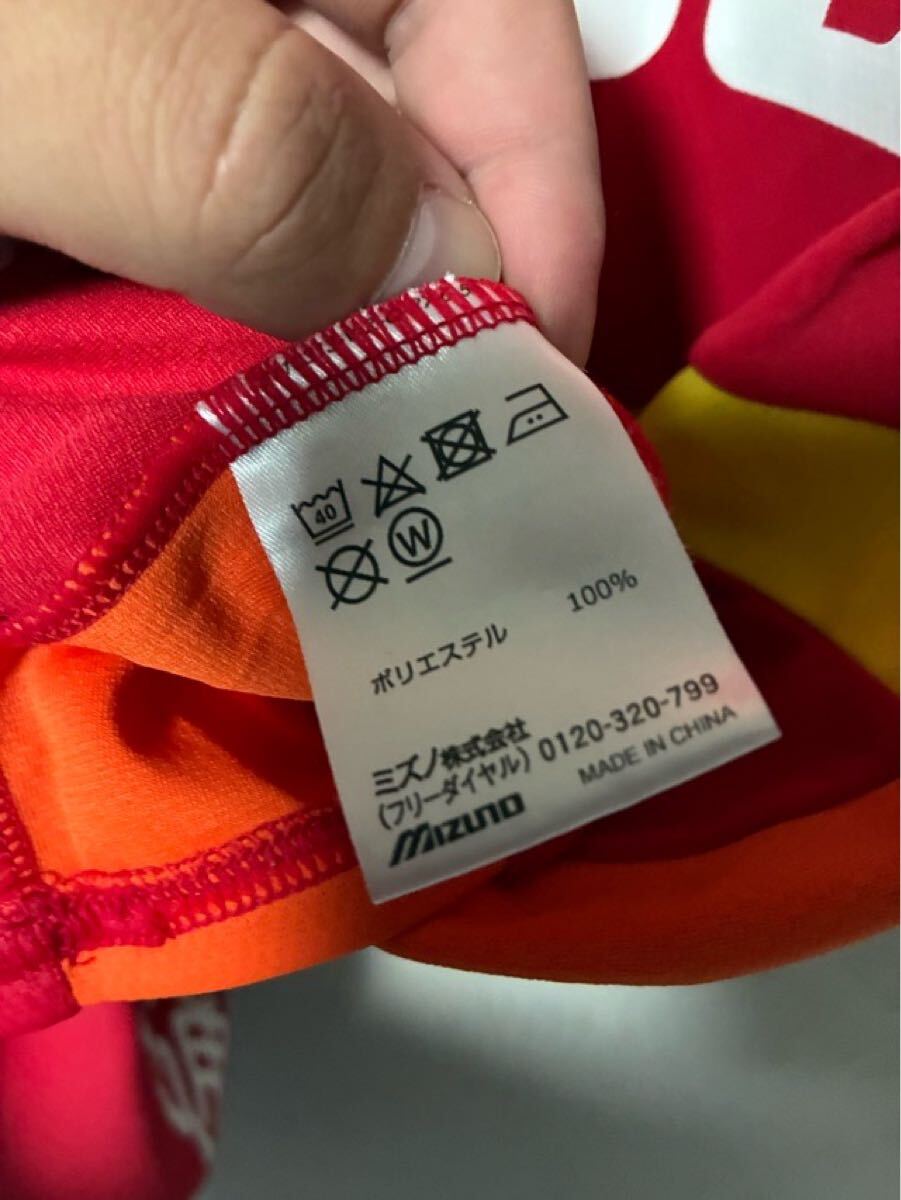 40
W
ポリエステル 100%
ミズノ株式会社
(フリーダイヤル) 0120-320-799
MIZUNO MADE IN CHINA